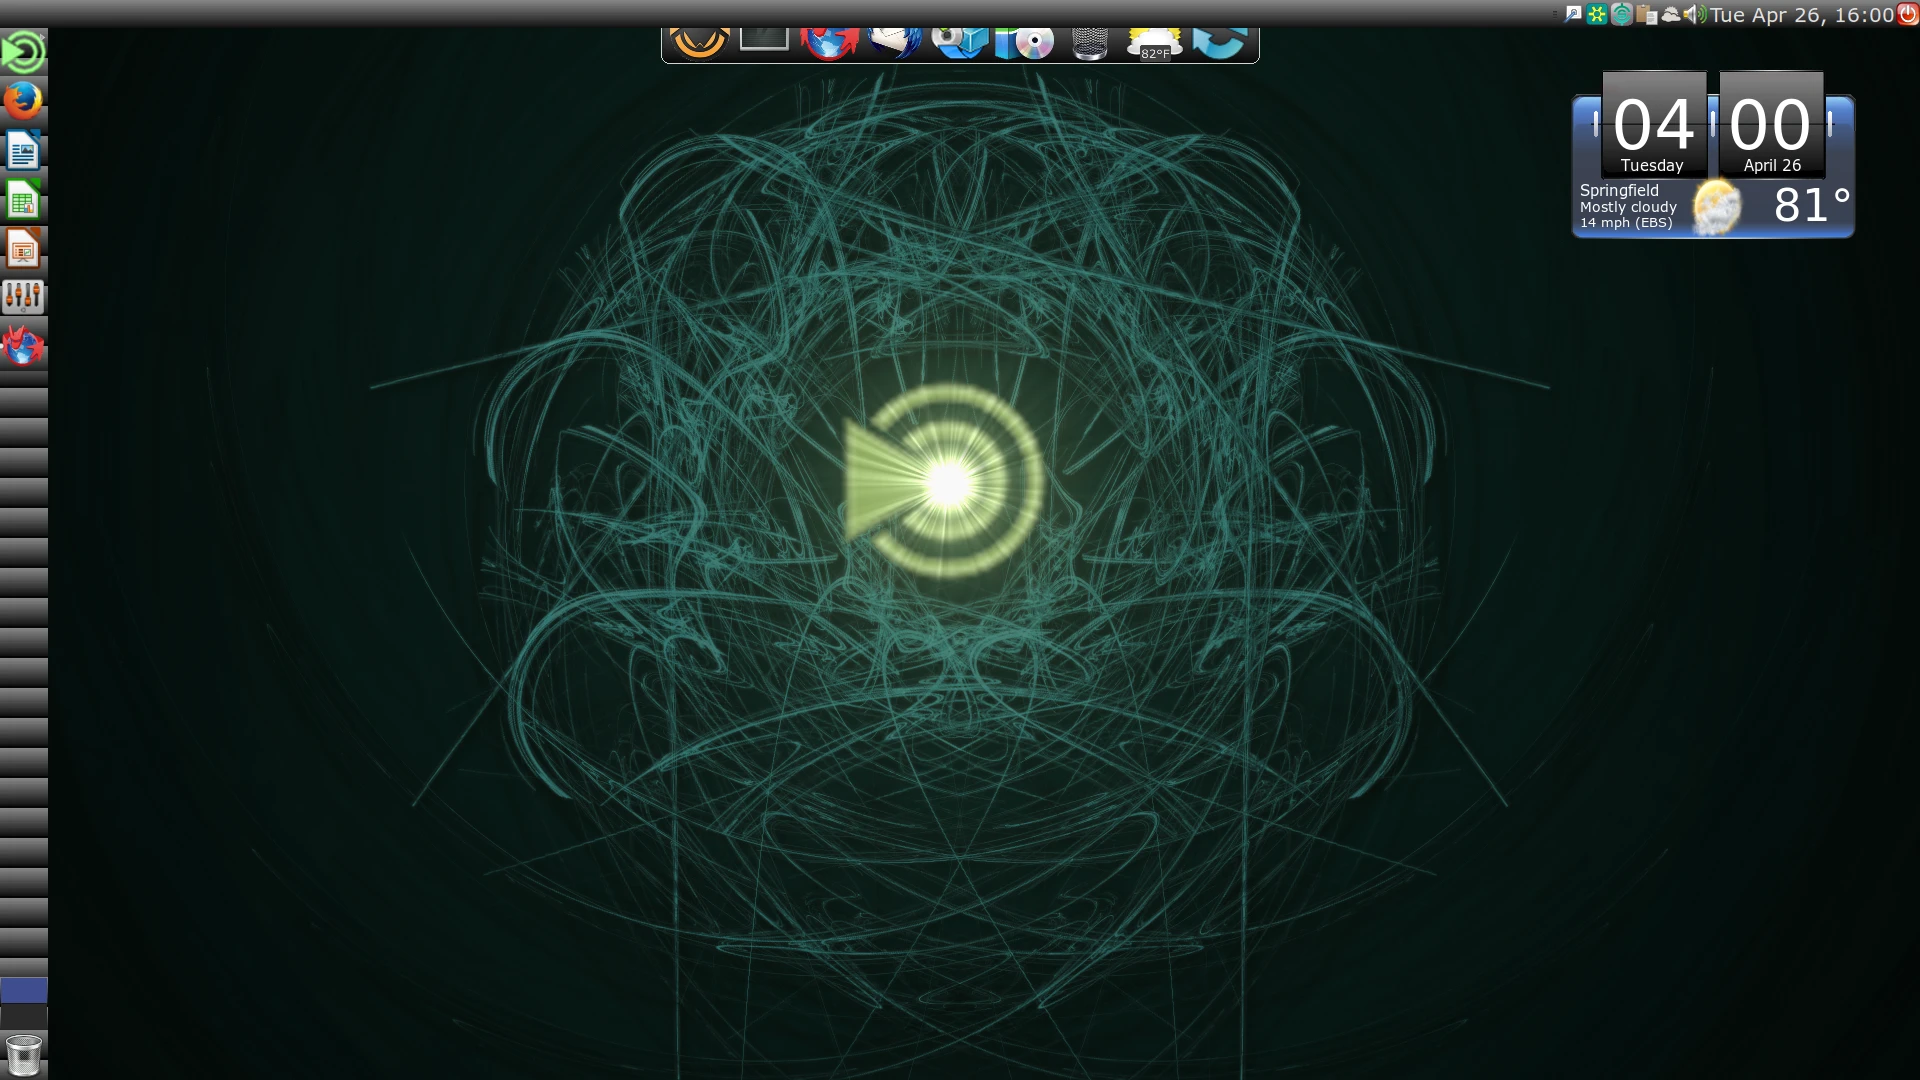 Tue Apr 26, 16:00
82°F
04 00
Tuesday April 26
Springfield
Mostly cloudy
14 mph (EBS)
81°